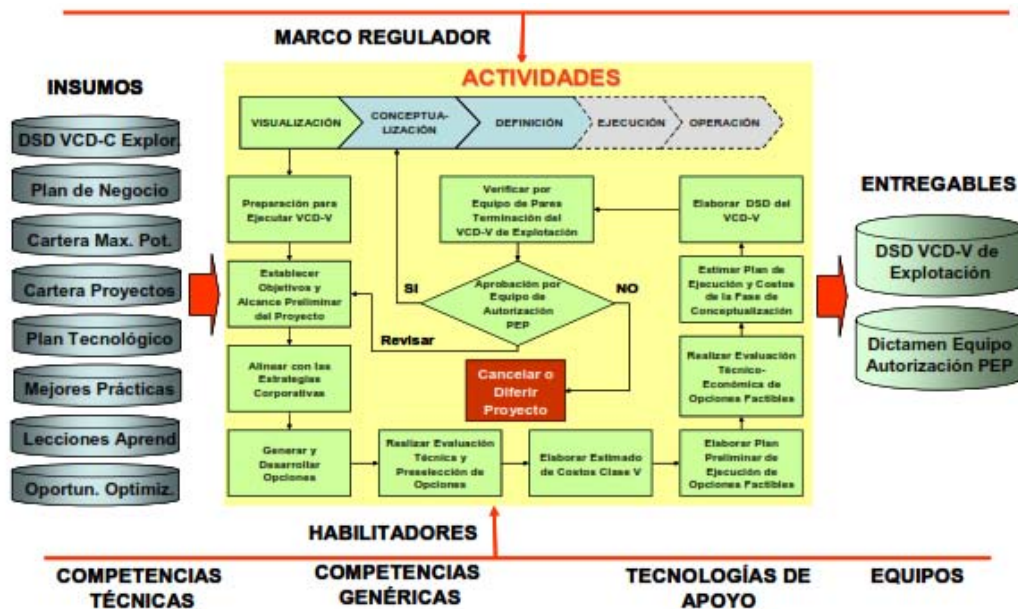 MARCO REGULADOR
INSUMOS
DSD VCD-C Explor.
Plan de Negocio
Cartera Max. Pot.
Cartera Proyectos
Plan Tecnológico
Mejores Prácticas
Lecciones Aprend
Oportun. Optimiz.
ACTIVIDADES
VISUALIZACIÓN
CONCEPTUA-
LIZACIÓN
DEFINICIÓN
EJECUCIÓN
OPERACIÓN
Preparación para
Ejecutar VCD-V
Establecer
Objetivos y
Alcance Preliminar
del Proyecto
Alinear con las
Estrategias
Corporativas
Generar y
Desarrollar
Opciones
Realizar Evaluación
Técnica y
Preselección de
Opciones
Elaborar Estimado
de Costos Clase V
Elaborar Plan
Preliminar de
Ejecución de
Opciones Factibles
Realizar Evaluación
Técnico-
Económica de
Opciones Factibles
Estimar Plan de
Ejecución y Costos
de la Fase de
Conceptualización
Elaborar DSD del
VCD-V
Verificar por
Equipo de Pares
Terminación del
VCD-V de Explotación
Aprobación por
Equipo de
Autorización
PEP
SI
NO
Revisar
Cancelar o
Diferir
Proyecto
ENTREGABLES
DSD VCD-V de
Explotación
Dictamen Equipo
Autorización PEP
HABILITADORES
COMPETENCIAS
TÉCNICAS
COMPETENCIAS
GENÉRICAS
TECNOLOGÍAS DE
APOYO
EQUIPOS